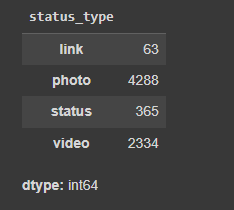 status_type
link 63
photo 4288
status 365
video 2334
dtype: int64